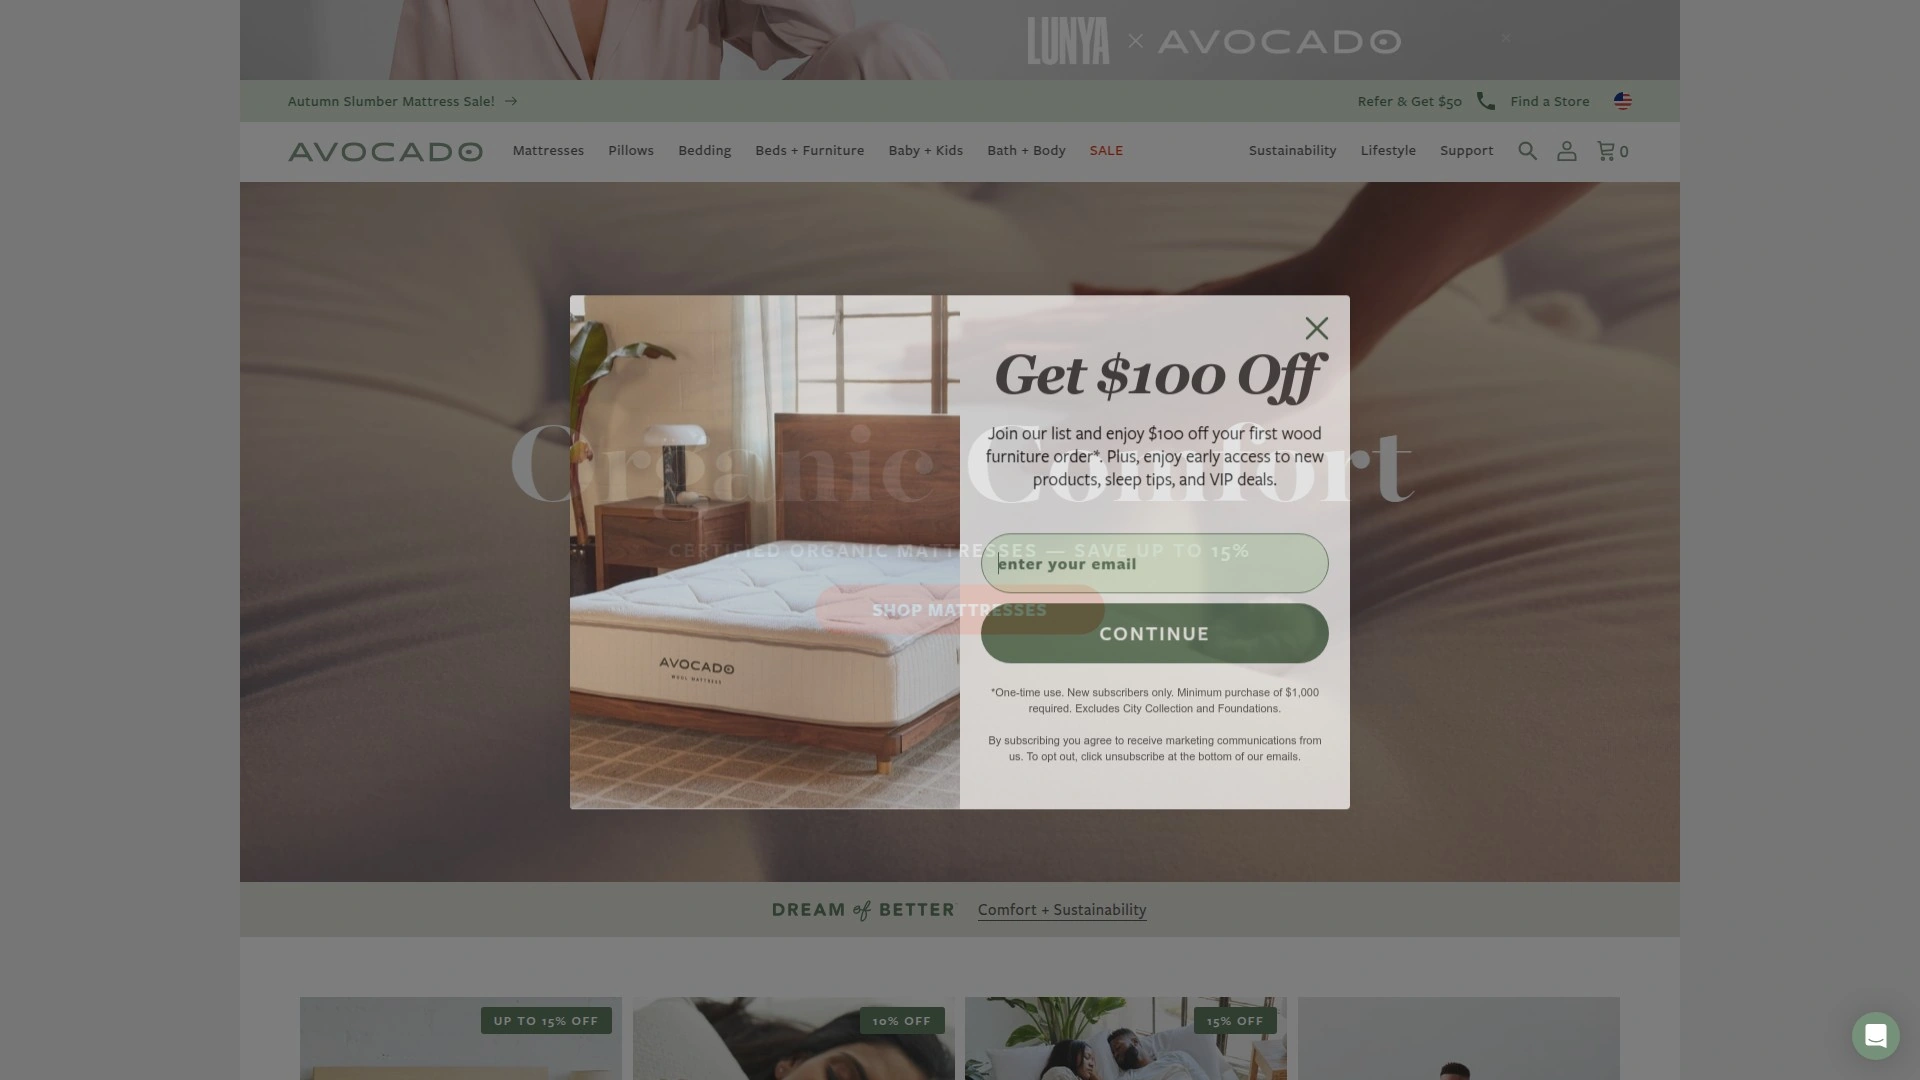 LUNYA × AVOCADO
Autumn Slumber Mattress Sale! →
Refer & Get $50
Find a Store
AVOCADO
Mattresses
Pillows
Bedding
Beds + Furniture
Baby + Kids
Bath + Body
SALE
Sustainability
Lifestyle
Support
0
Organic Comfort
CERTIFIED ORGANIC MATTRESSES — SAVE UP TO 15%
SHOP MATTRESSES
Get $100 Off
Join our list and enjoy $100 off your first wood
furniture order*. Plus, enjoy early access to new
products, sleep tips, and VIP deals.
enter your email
CONTINUE
*One-time use. New subscribers only. Minimum purchase of $1,000
required. Excludes City Collection and Foundations.
By subscribing you agree to receive marketing communications from
us. To opt out, click unsubscribe at the bottom of our emails.
AVOCADO
WOOL MATTRESS
DREAM of BETTER
Comfort + Sustainability
UP TO 15% OFF
10% OFF
15% OFF